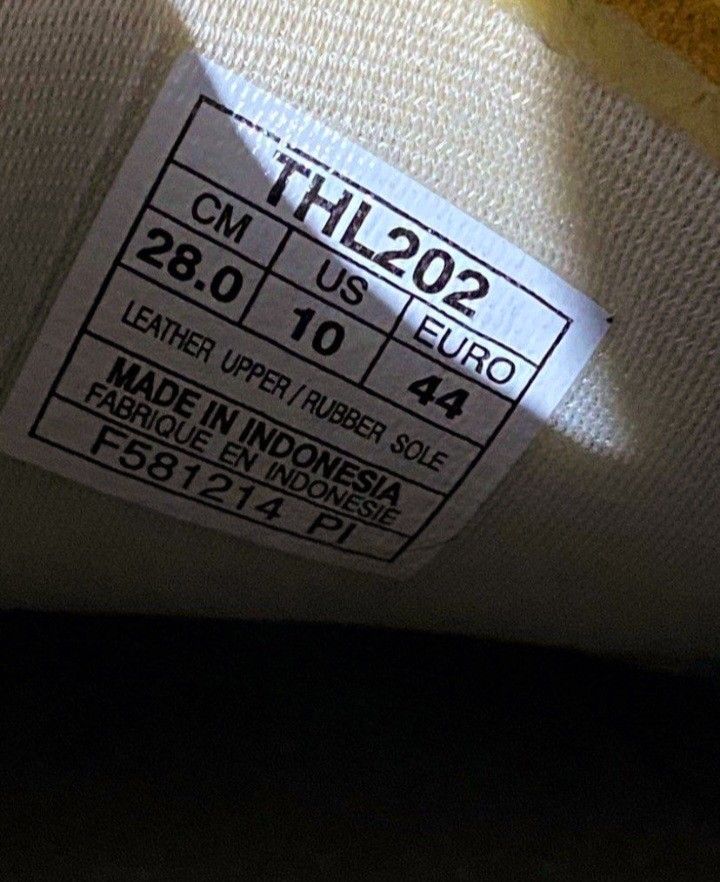 THL202
CM US EURO
28.0 10 44
LEATHER UPPER / RUBBER SOLE
MADE IN INDONESIA
FABRIQUE EN INDONESIE
F581214 PI